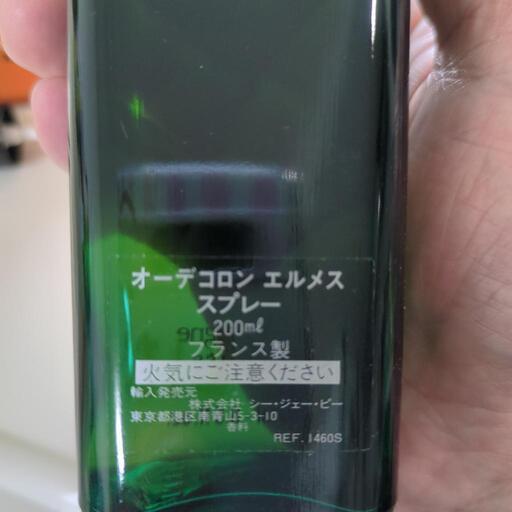 オーデコロン エルメス
スプレー
200ml
フランス製
火気にご注意ください
輸入発売元
株式会社 シー・ジェー・ピー
東京都港区南青山5-3-10
香料
REF. 1460S